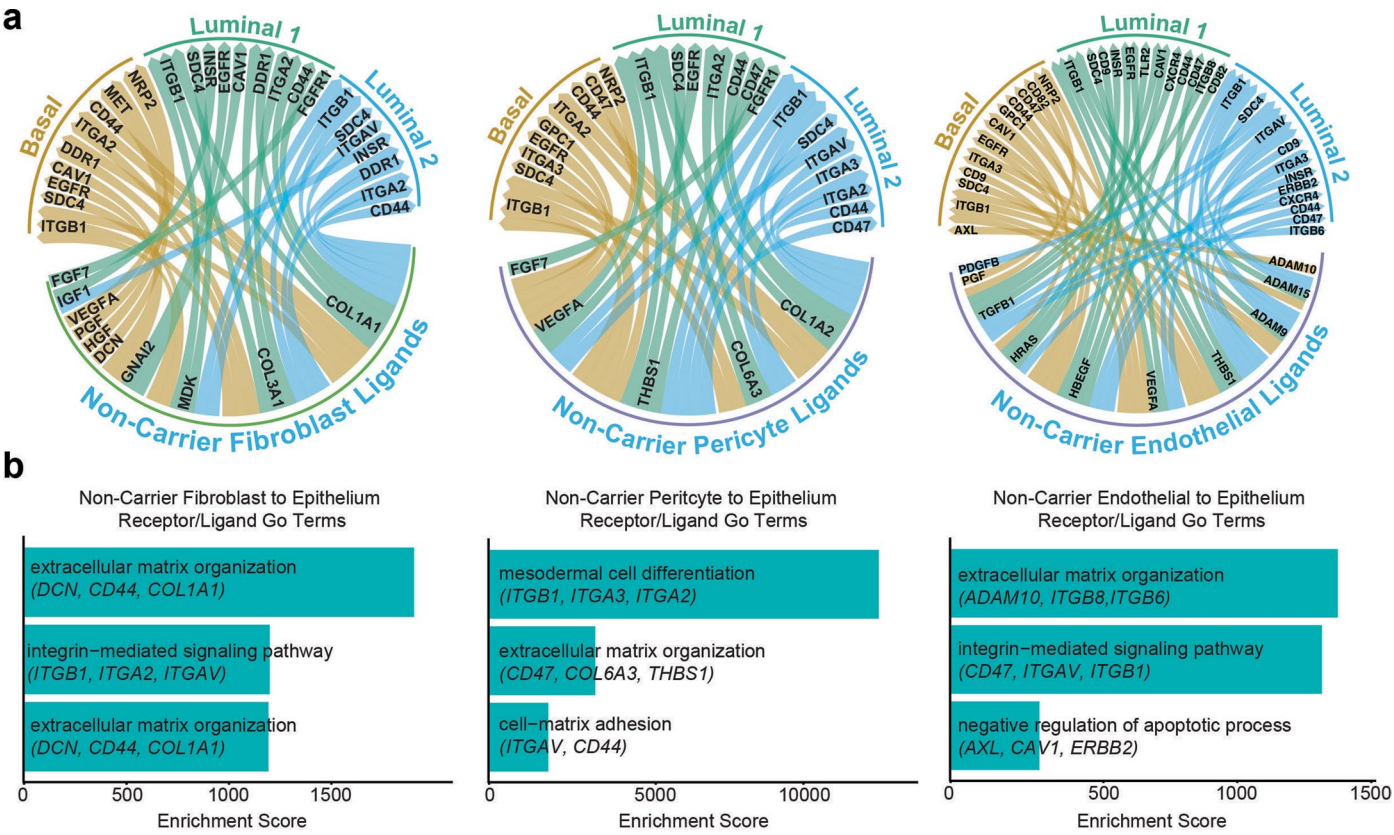 a
Luminal 1
Basal
Luminal 2
NRP2
MET
CD44
ITGA2
DDR1
CAV1
EGFR
SDC4
ITGB1
ITGB1
SDC4
INSR
EGFR
CAV1
DDR1
ITGA2
CD44
FGFR1
ITGB1
SDC4
ITGAV
INSR
DDR1
ITGA2
CD44
FGF7
IGF1
VEGFA
PGF
HGF
DCN
GNAI2
MDK
COL3A1
COL1A1
Non-Carrier Fibroblast Ligands
Luminal 1
Basal
Luminal 2
NRP2
CD47
CD44
ITGA2
GPC1
EGFR
ITGA3
SDC4
ITGB1
ITGB1
SDC4
EGFR
ITGA2
CD44
CD47
FGFR1
ITGB1
SDC4
ITGAV
ITGA3
ITGA2
CD44
CD47
FGF7
VEGFA
THBS1
COL6A3
COL1A2
Non-Carrier Pericyte Ligands
Luminal 1
Basal
Luminal 2
NRP2
CD82
CD47
CD44
GPC1
CAV1
EGFR
ITGA3
CD9
SDC4
ITGB1
AXL
ITGB1
SDC4
CD9
INSR
EGFR
TLR2
CAV1
CXCR4
CD44
CD47
ITGB8
CD82
ITGB1
SDC4
ITGAV
CD9
ITGA3
INSR
ERBB2
CXCR4
CD44
CD47
ITGB6
PDGFB
PGF
TGFB1
HRAS
HBEGF
VEGFA
THBS1
ADAM9
ADAM15
ADAM10
Non-Carrier Endothelial Ligands
b
Non-Carrier Fibroblast to Epithelium
Receptor/Ligand Go Terms
extracellular matrix organization
(DCN, CD44, COL1A1)
integrin−mediated signaling pathway
(ITGB1, ITGA2, ITGAV)
extracellular matrix organization
(DCN, CD44, COL1A1)
0 500 1000 1500
Enrichment Score
Non-Carrier Peritcyte to Epithelium
Receptor/Ligand Go Terms
mesodermal cell differentiation
(ITGB1, ITGA3, ITGA2)
extracellular matrix organization
(CD47, COL6A3, THBS1)
cell−matrix adhesion
(ITGAV, CD44)
0 5000 10000
Enrichment Score
Non-Carrier Endothelial to Epithelium
Receptor/Ligand Go Terms
extracellular matrix organization
(ADAM10, ITGB8,ITGB6)
integrin−mediated signaling pathway
(CD47, ITGAV, ITGB1)
negative regulation of apoptotic process
(AXL, CAV1, ERBB2)
0 500 1000 1500
Enrichment Score